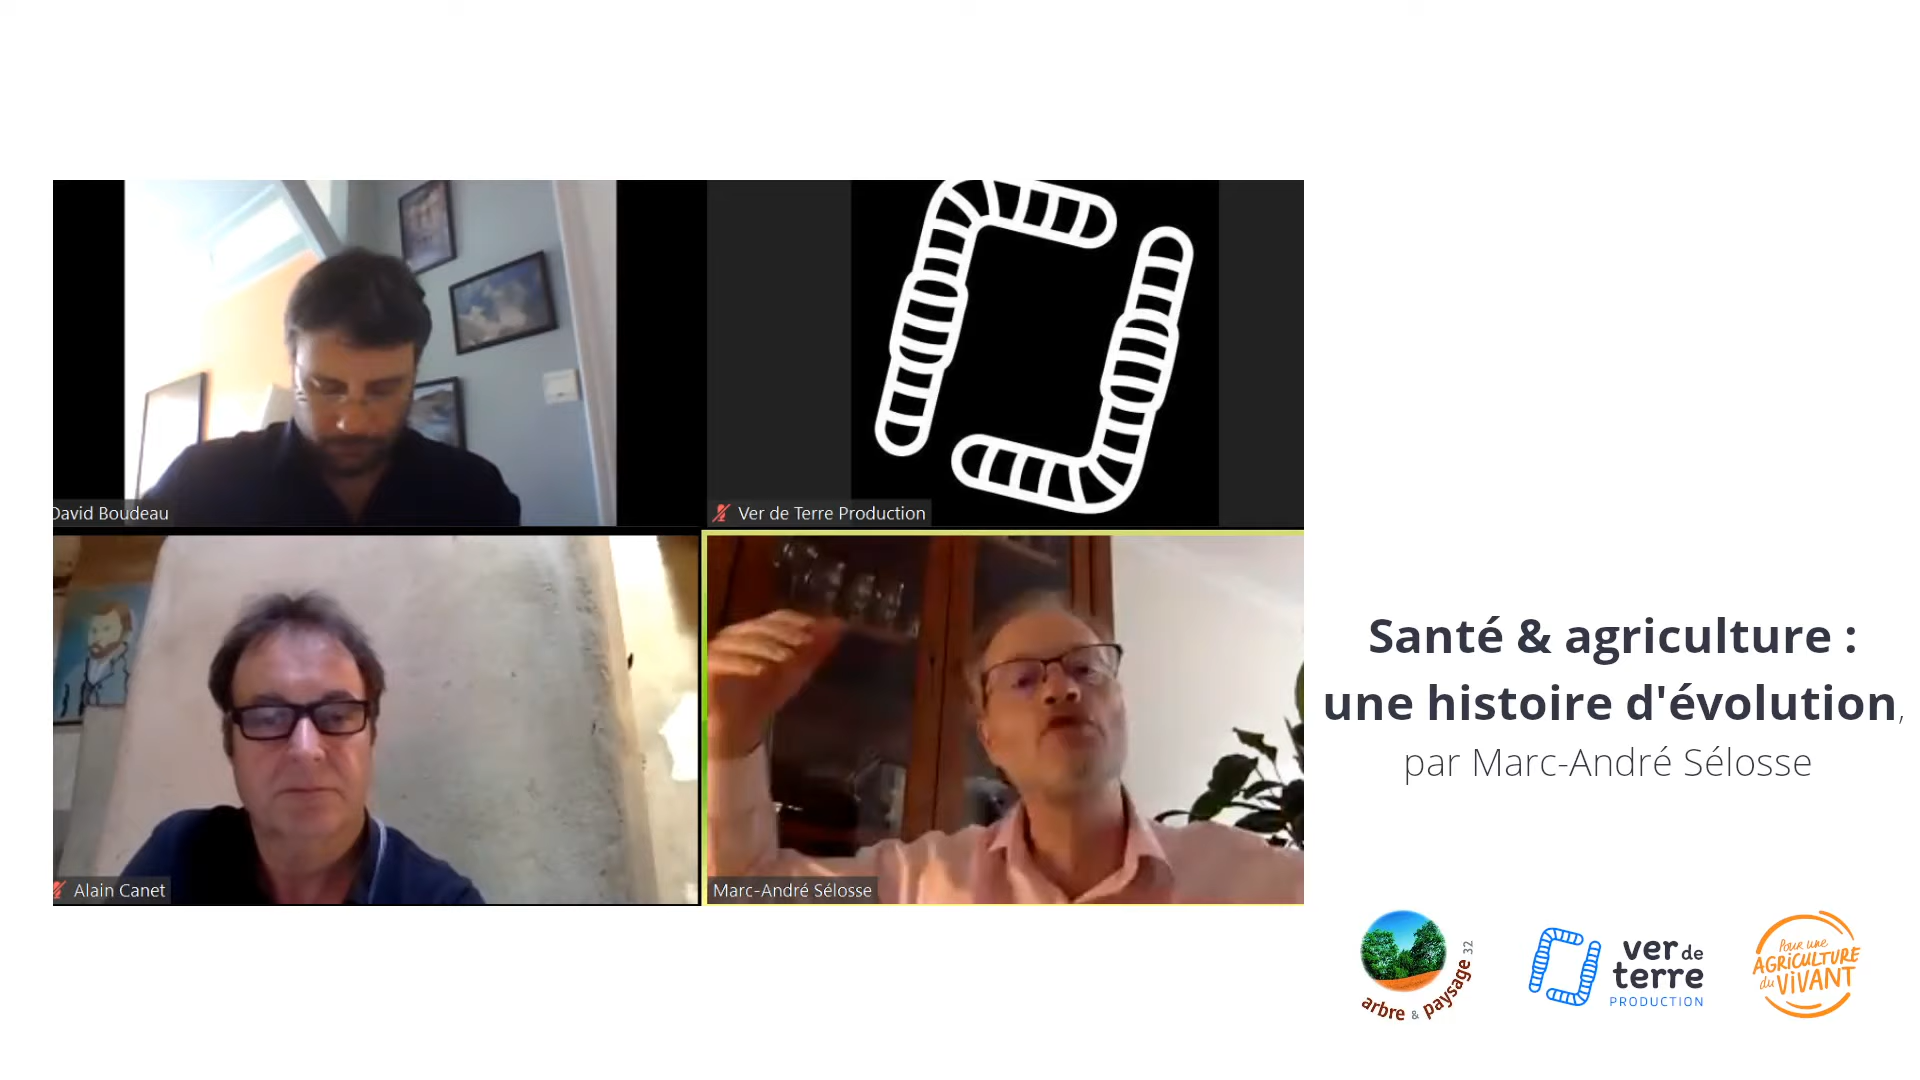 David Boudeau
Ver de Terre Production
Alain Canet
Marc-André Sélosse
Santé & agriculture :
une histoire d'évolution,
par Marc-André Sélosse
arbre & paysage 32
ver de
terre
PRODUCTION
Pour une
AGRICULTURE
du VIVANT